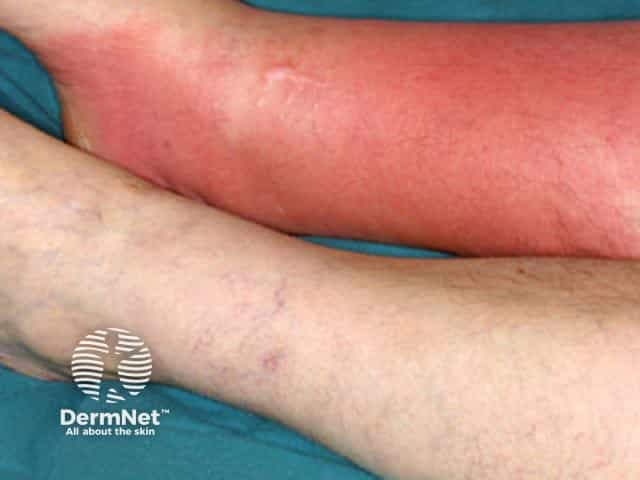 DermNet™
All about the skin